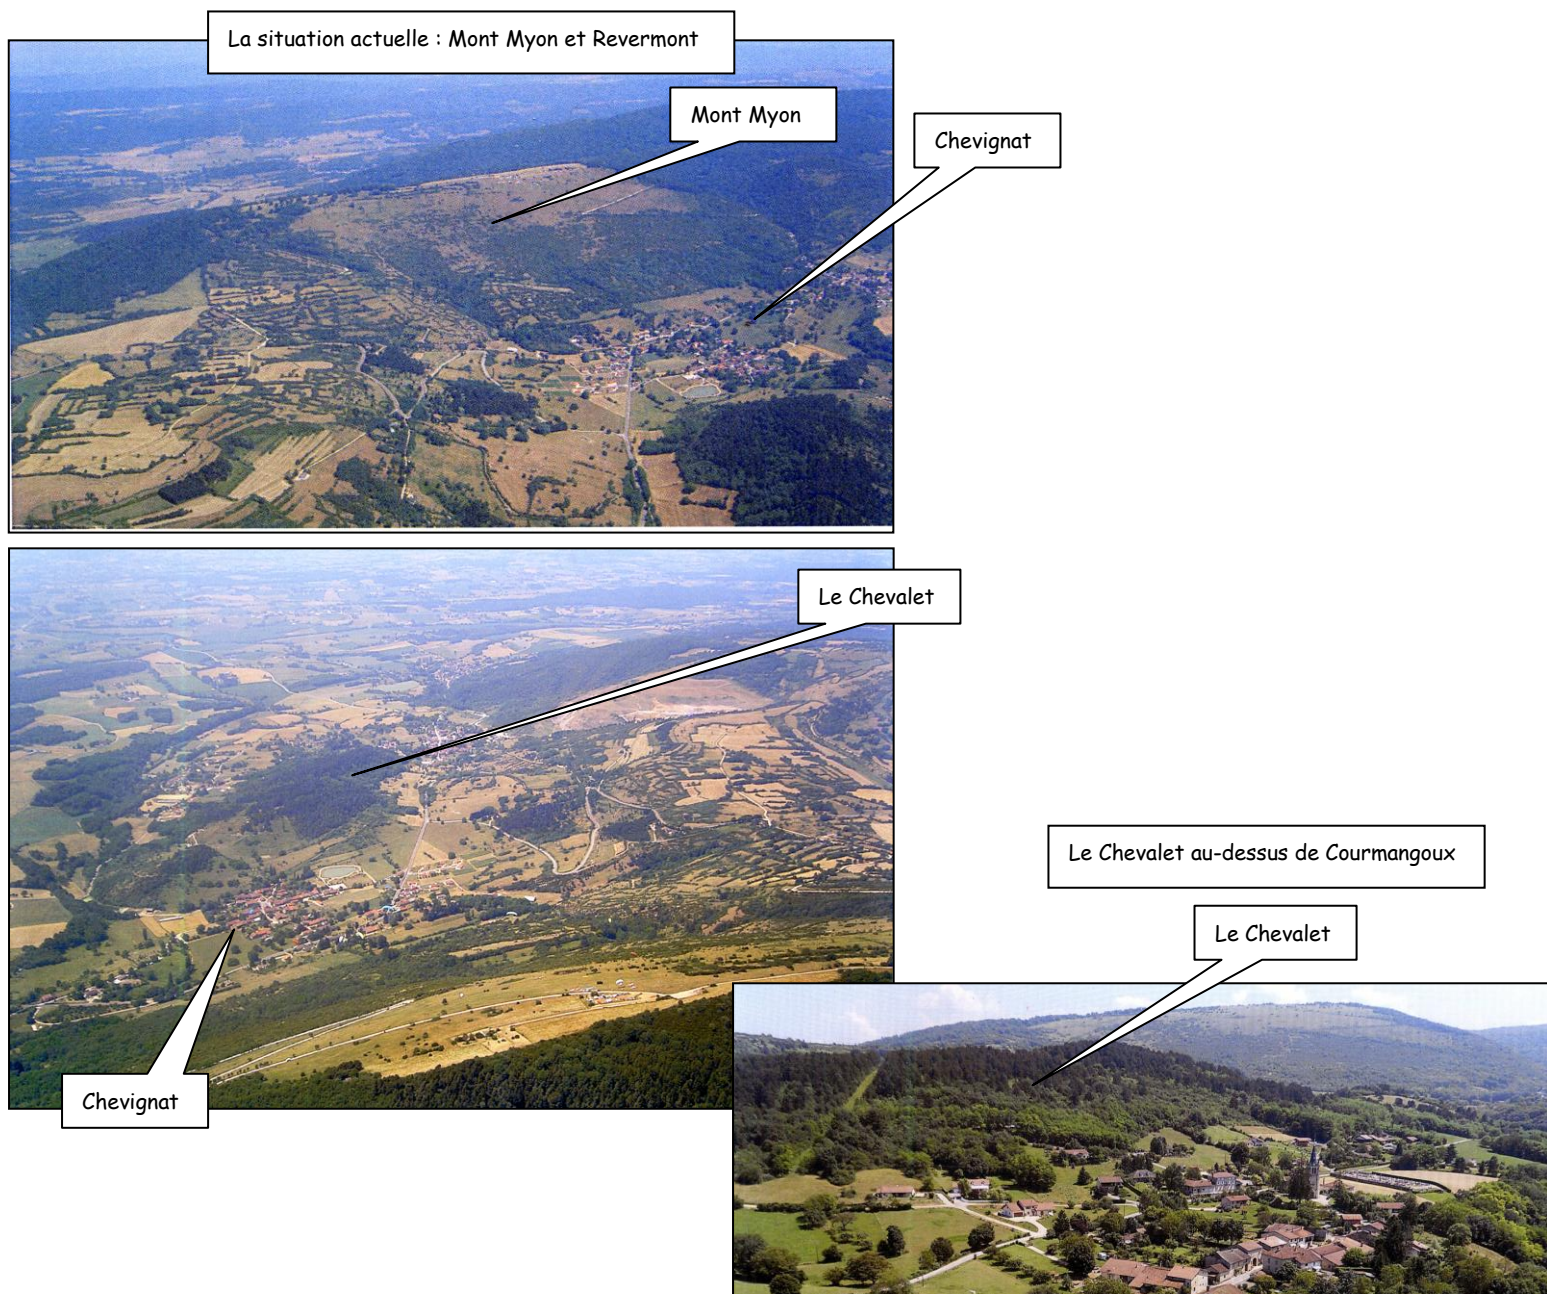 La situation actuelle : Mont Myon et Revermont
Mont Myon
Chevignat
Le Chevalet
Le Chevalet au-dessus de Courmangoux
Le Chevalet
Chevignat